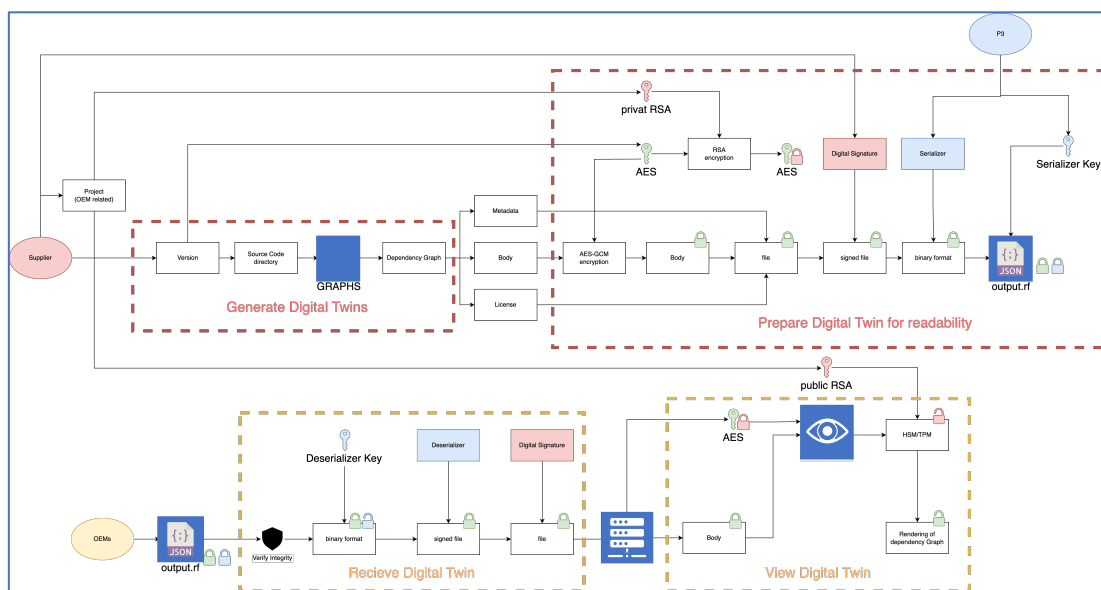 P3
privat RSA
RSA
encryption
AES
AES
Digital Signature
Serializer
Serializer Key
Project
(OEM related)
Metadata
Supplier
Version
Source Code
directory
GRAPHS
Dependency Graph
Body
AES-GCM
encryption
Body
file
signed file
binary format
{;}
JSON
output.rf
License
Generate Digital Twins
Prepare Digital Twin for readability
public RSA
AES
HSM/TPM
Deserializer Key
Deserializer
Digital Signature
OEMs
{;}
JSON
output.rf
Verify Integrity
binary format
signed file
file
Body
Rendering of
dependency Graph
Recieve Digital Twin
View Digital Twin